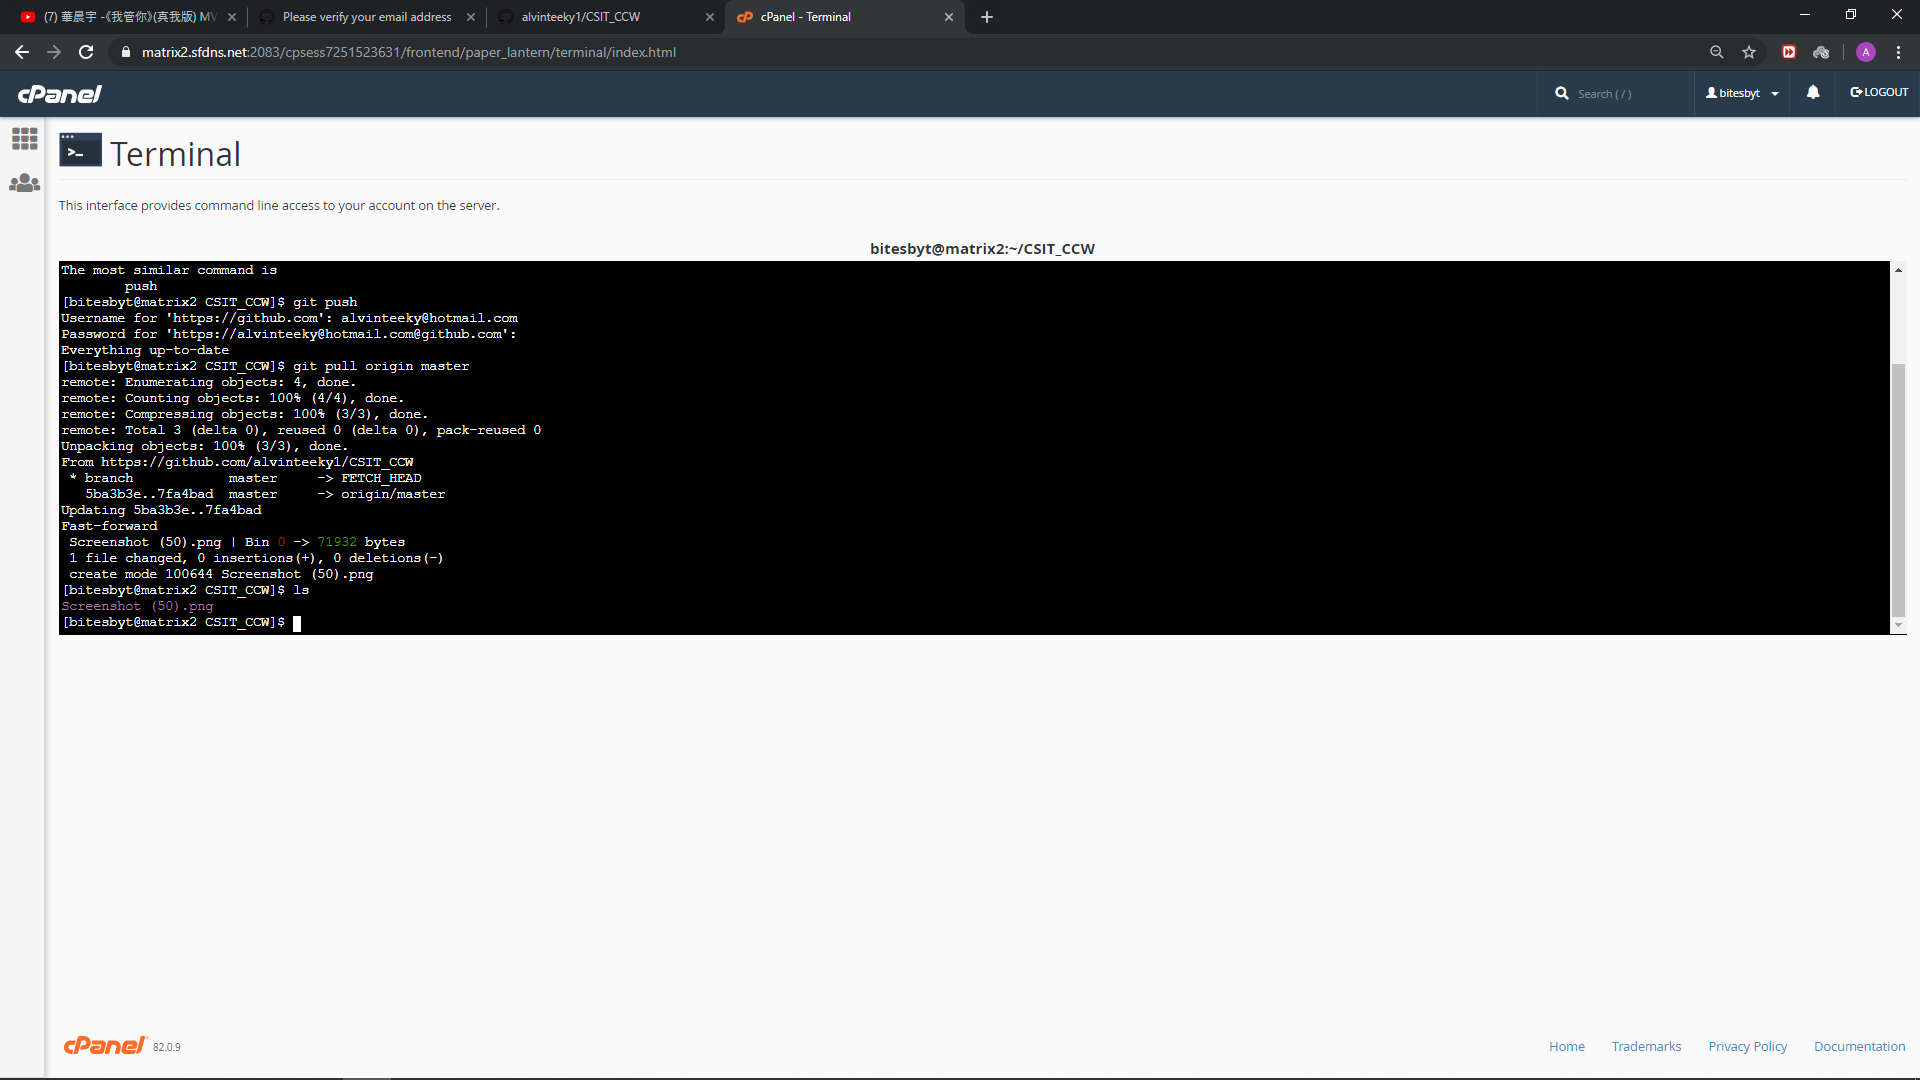 (7) 華晨宇 -《我管你》(真我版) MV
Please verify your email address
alvinteeky1/CSIT_CCW
cPanel - Terminal
matrix2.sfdns.net:2083/cpsess7251523631/frontend/paper_lantern/terminal/index.html
A
cPanel
Search ( / )
bitesbyt
LOGOUT
>_
Terminal
This interface provides command line access to your account on the server.
bitesbyt@matrix2:~/CSIT_CCW
The most similar command is
push
[bitesbyt@matrix2 CSIT_CCW]$ git push
Username for 'https://github.com': alvinteeky@hotmail.com
Password for 'https://alvinteeky@hotmail.com@github.com':
Everything up-to-date
[bitesbyt@matrix2 CSIT_CCW]$ git pull origin master
remote: Enumerating objects: 4, done.
remote: Counting objects: 100% (4/4), done.
remote: Compressing objects: 100% (3/3), done.
remote: Total 3 (delta 0), reused 0 (delta 0), pack-reused 0
Unpacking objects: 100% (3/3), done.
From https://github.com/alvinteeky1/CSIT_CCW
* branch            master     -> FETCH_HEAD
5ba3b3e..7fa4bad  master     -> origin/master
Updating 5ba3b3e..7fa4bad
Fast-forward
Screenshot (50).png | Bin 0 -> 71932 bytes
1 file changed, 0 insertions(+), 0 deletions(-)
create mode 100644 Screenshot (50).png
[bitesbyt@matrix2 CSIT_CCW]$ ls
Screenshot (50).png
[bitesbyt@matrix2 CSIT_CCW]$
cPanel 82.0.9
Home Trademarks Privacy Policy Documentation